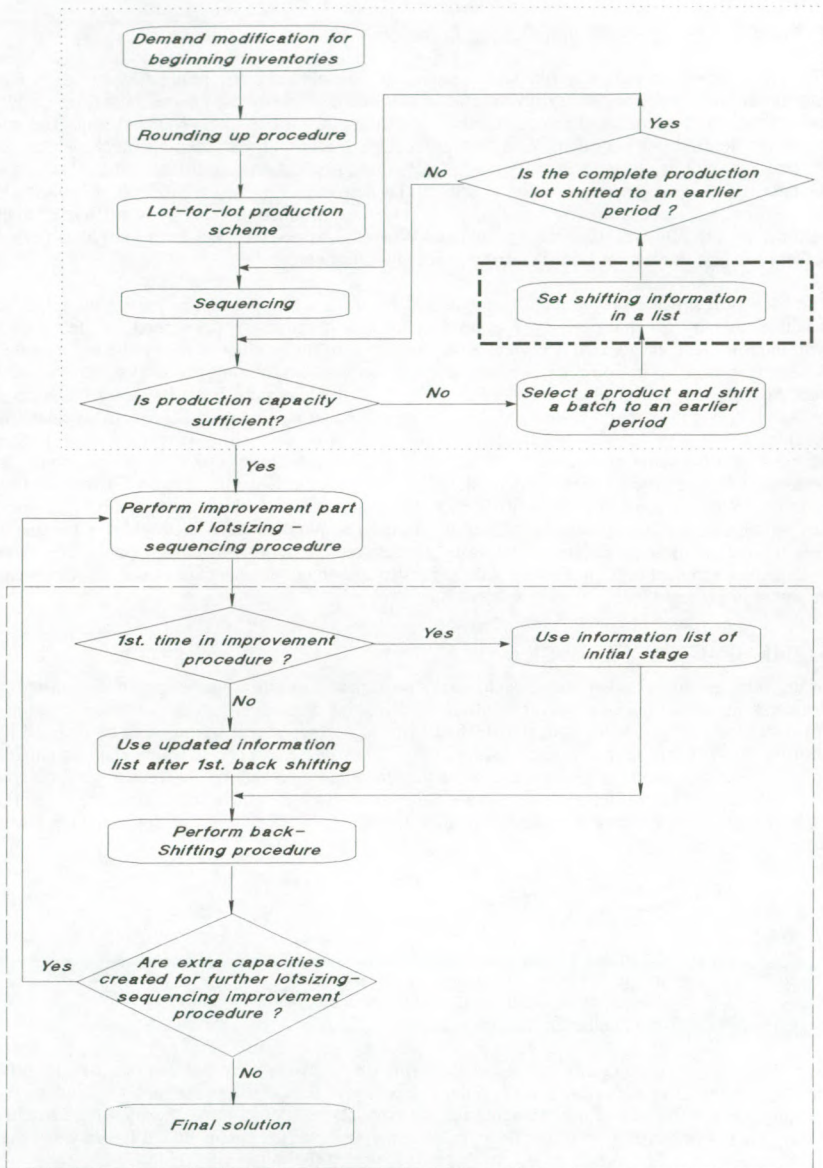 Demand modification for
beginning inventories
Rounding up procedure
Lot-for-lot production
scheme
Sequencing
Is production capacity
sufficient?
No
Select a product and shift
a batch to an earlier
period
Set shifting information
in a list
Is the complete production
lot shifted to an earlier
period ?
Yes
No
Yes
Perform improvement part
of lotsizing -
sequencing procedure
1st. time in improvement
procedure ?
Yes
Use information list of
initial stage
No
Use updated information
list after 1st. back shifting
Perform back-
Shifting procedure
Are extra capacities
created for further lotsizing-
sequencing improvement
procedure ?
Yes
No
Final solution